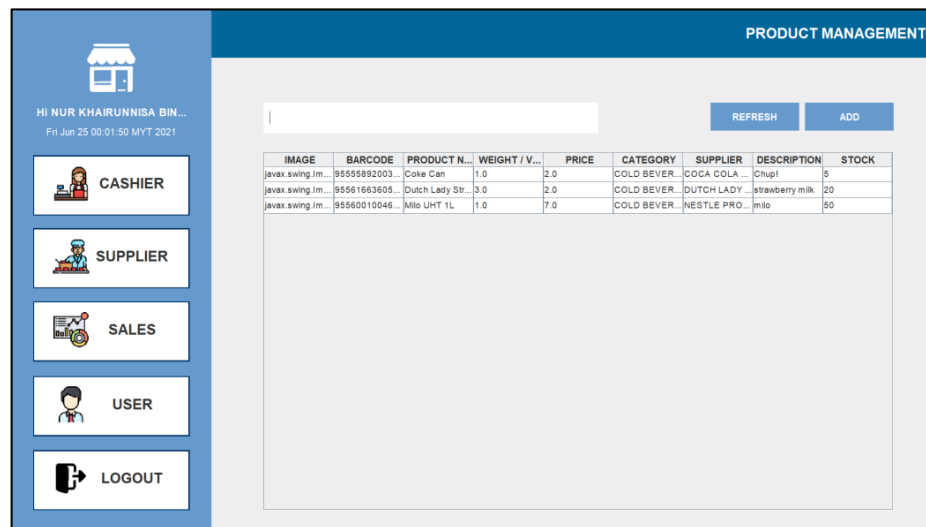 PRODUCT MANAGEMENT
Hi NUR KHAIRUNNISA BIN...
Fri Jun 25 00:01:50 MYT 2021
REFRESH ADD
CASHIER
SUPPLIER
SALES
USER
LOGOUT
IMAGE BARCODE PRODUCT N... WEIGHT / V... PRICE CATEGORY SUPPLIER DESCRIPTION STOCK
javax.swing.Im... 95555892003... Coke Can 1.0 2.0 COLD BEVER... COCA COLA ... Chup! 5
javax.swing.Im... 95561663605... Dutch Lady Str... 3.0 2.0 COLD BEVER... DUTCH LADY ... strawberry milk 20
javax.swing.Im... 95560010046... Milo UHT 1L 1.0 7.0 COLD BEVER... NESTLE PRO... milo 50